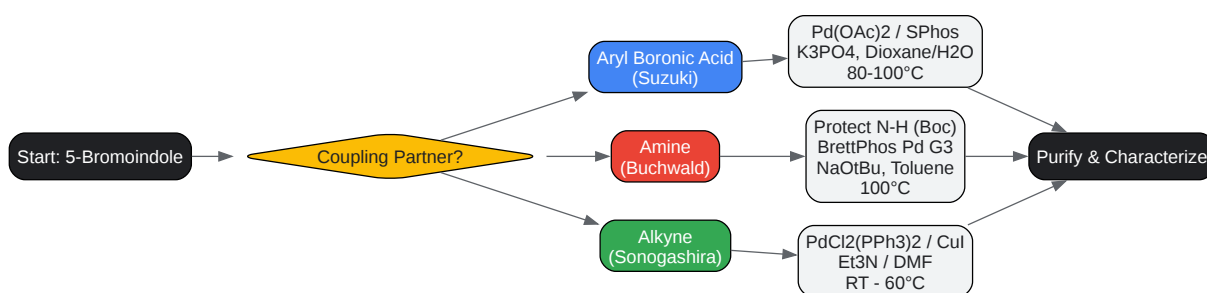 Start: 5-Bromoindole
Coupling Partner?
Aryl Boronic Acid
(Suzuki)
Pd(OAc)2 / SPhos
K3PO4, Dioxane/H2O
80-100°C
Amine
(Buchwald)
Protect N-H (Boc)
BrettPhos Pd G3
NaOtBu, Toluene
100°C
Alkyne
(Sonogashira)
PdCl2(PPh3)2 / CuI
Et3N / DMF
RT - 60°C
Purify & Characterize